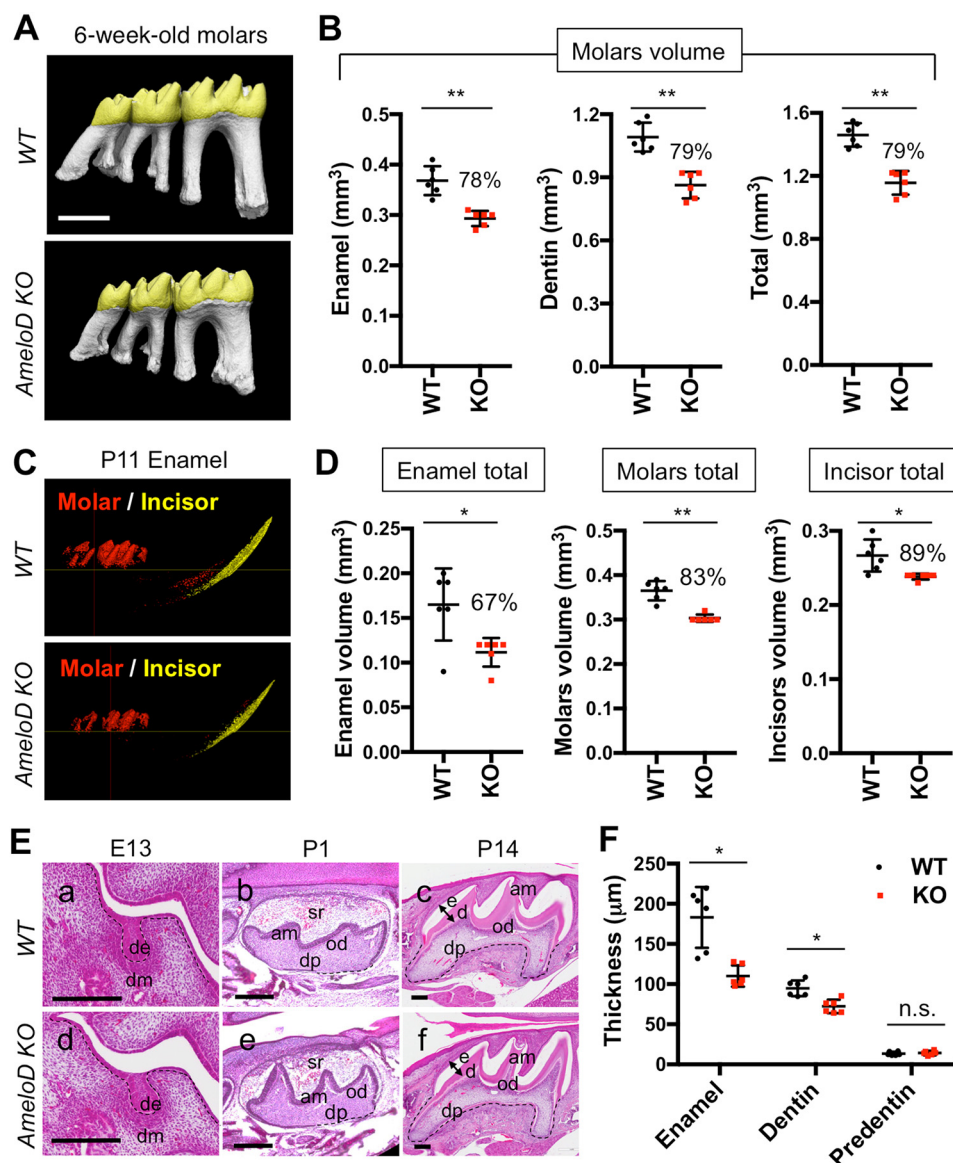 A
6-week-old molars
WT
AmeloD KO
B
Molars volume
**
Enamel (mm3)
0.5
0.4
0.3
0.2
0.1
0.0
78%
WT
KO
**
Dentin (mm3)
1.2
0.9
0.6
0.3
0.0
79%
WT
KO
**
Total (mm3)
1.6
1.2
0.8
0.4
0.0
79%
WT
KO
C
P11 Enamel
Molar / Incisor
WT
Molar / Incisor
AmeloD KO
D
Enamel total
*
Enamel volume (mm3)
0.25
0.20
0.15
0.10
0.05
0.00
67%
WT
KO
Molars total
**
Molars volume (mm3)
0.5
0.4
0.3
0.2
0.1
0.0
83%
WT
KO
Incisor total
*
Incisors volume (mm3)
0.3
0.2
0.1
0.0
89%
WT
KO
E
E13
P1
P14
WT
a
de
dm
b
sr
am
od
dp
c
e
d
am
od
dp
AmeloD KO
d
de
dm
e
sr
am
od
dp
f
e
d
am
od
dp
F
WT
KO
Thickness (µm)
250
200
150
100
50
0
*
*
n.s.
Enamel
Dentin
Predentin